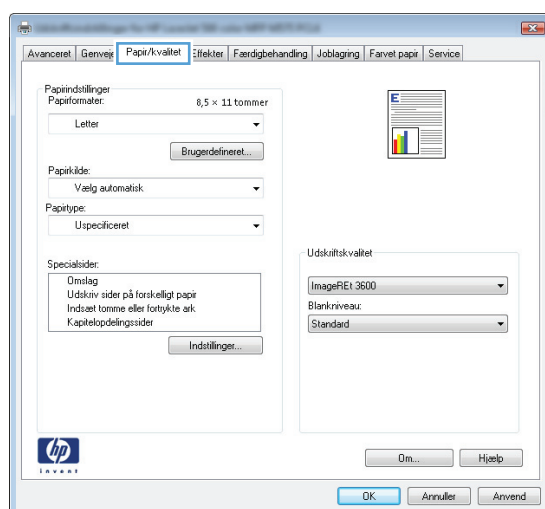 Avanceret Genveje Papir/kvalitet Effekter Færdigbehandling Joblagring Farvet papir Service
Papirindstillinger
Papirformater: 8,5 × 11 tommer
Letter
Brugerdefineret...
Papirkilde:
Vælg automatisk
Papirtype:
Uspecificeret
Specialsider:
Omslag
Udskriv sider på forskelligt papir
Indsæt tomme eller fortrykte ark
Kapitelopdelingssider
Indstillinger...
E
Udskriftskvalitet
ImageREt 3600
Blankniveau:
Standard
hp
invent
Om... Hjælp
OK Annuller Anvend